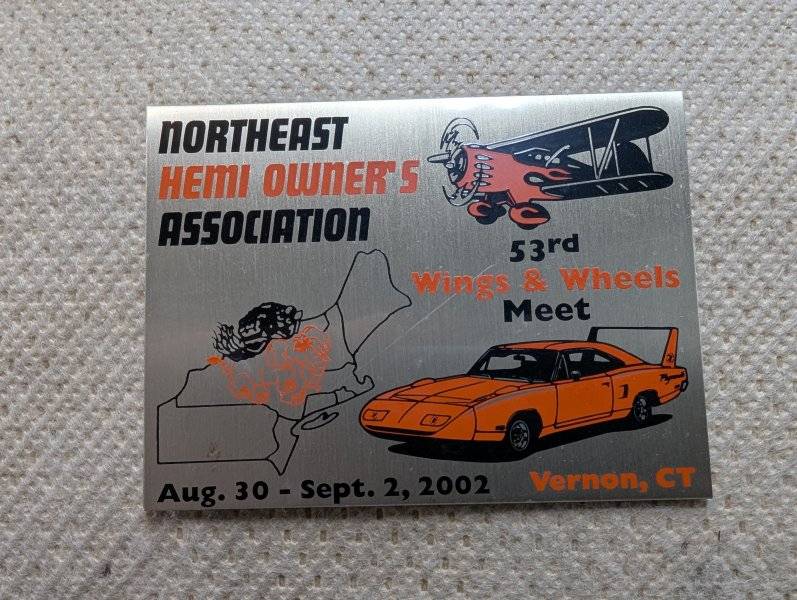 NORTHEAST
HEMI OWNER'S
ASSOCIATION
53rd
Wings & Wheels
Meet
Aug. 30 - Sept. 2, 2002
Vernon, CT